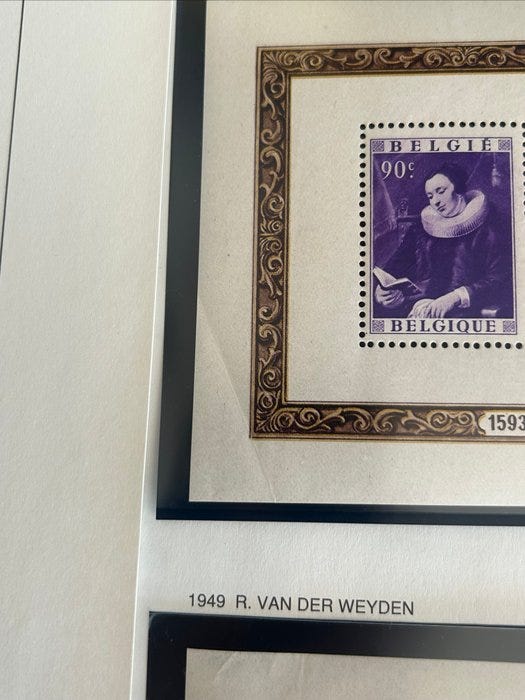 BELGIË
90c.
BELGIQUE
1593
1949 R. VAN DER WEYDEN